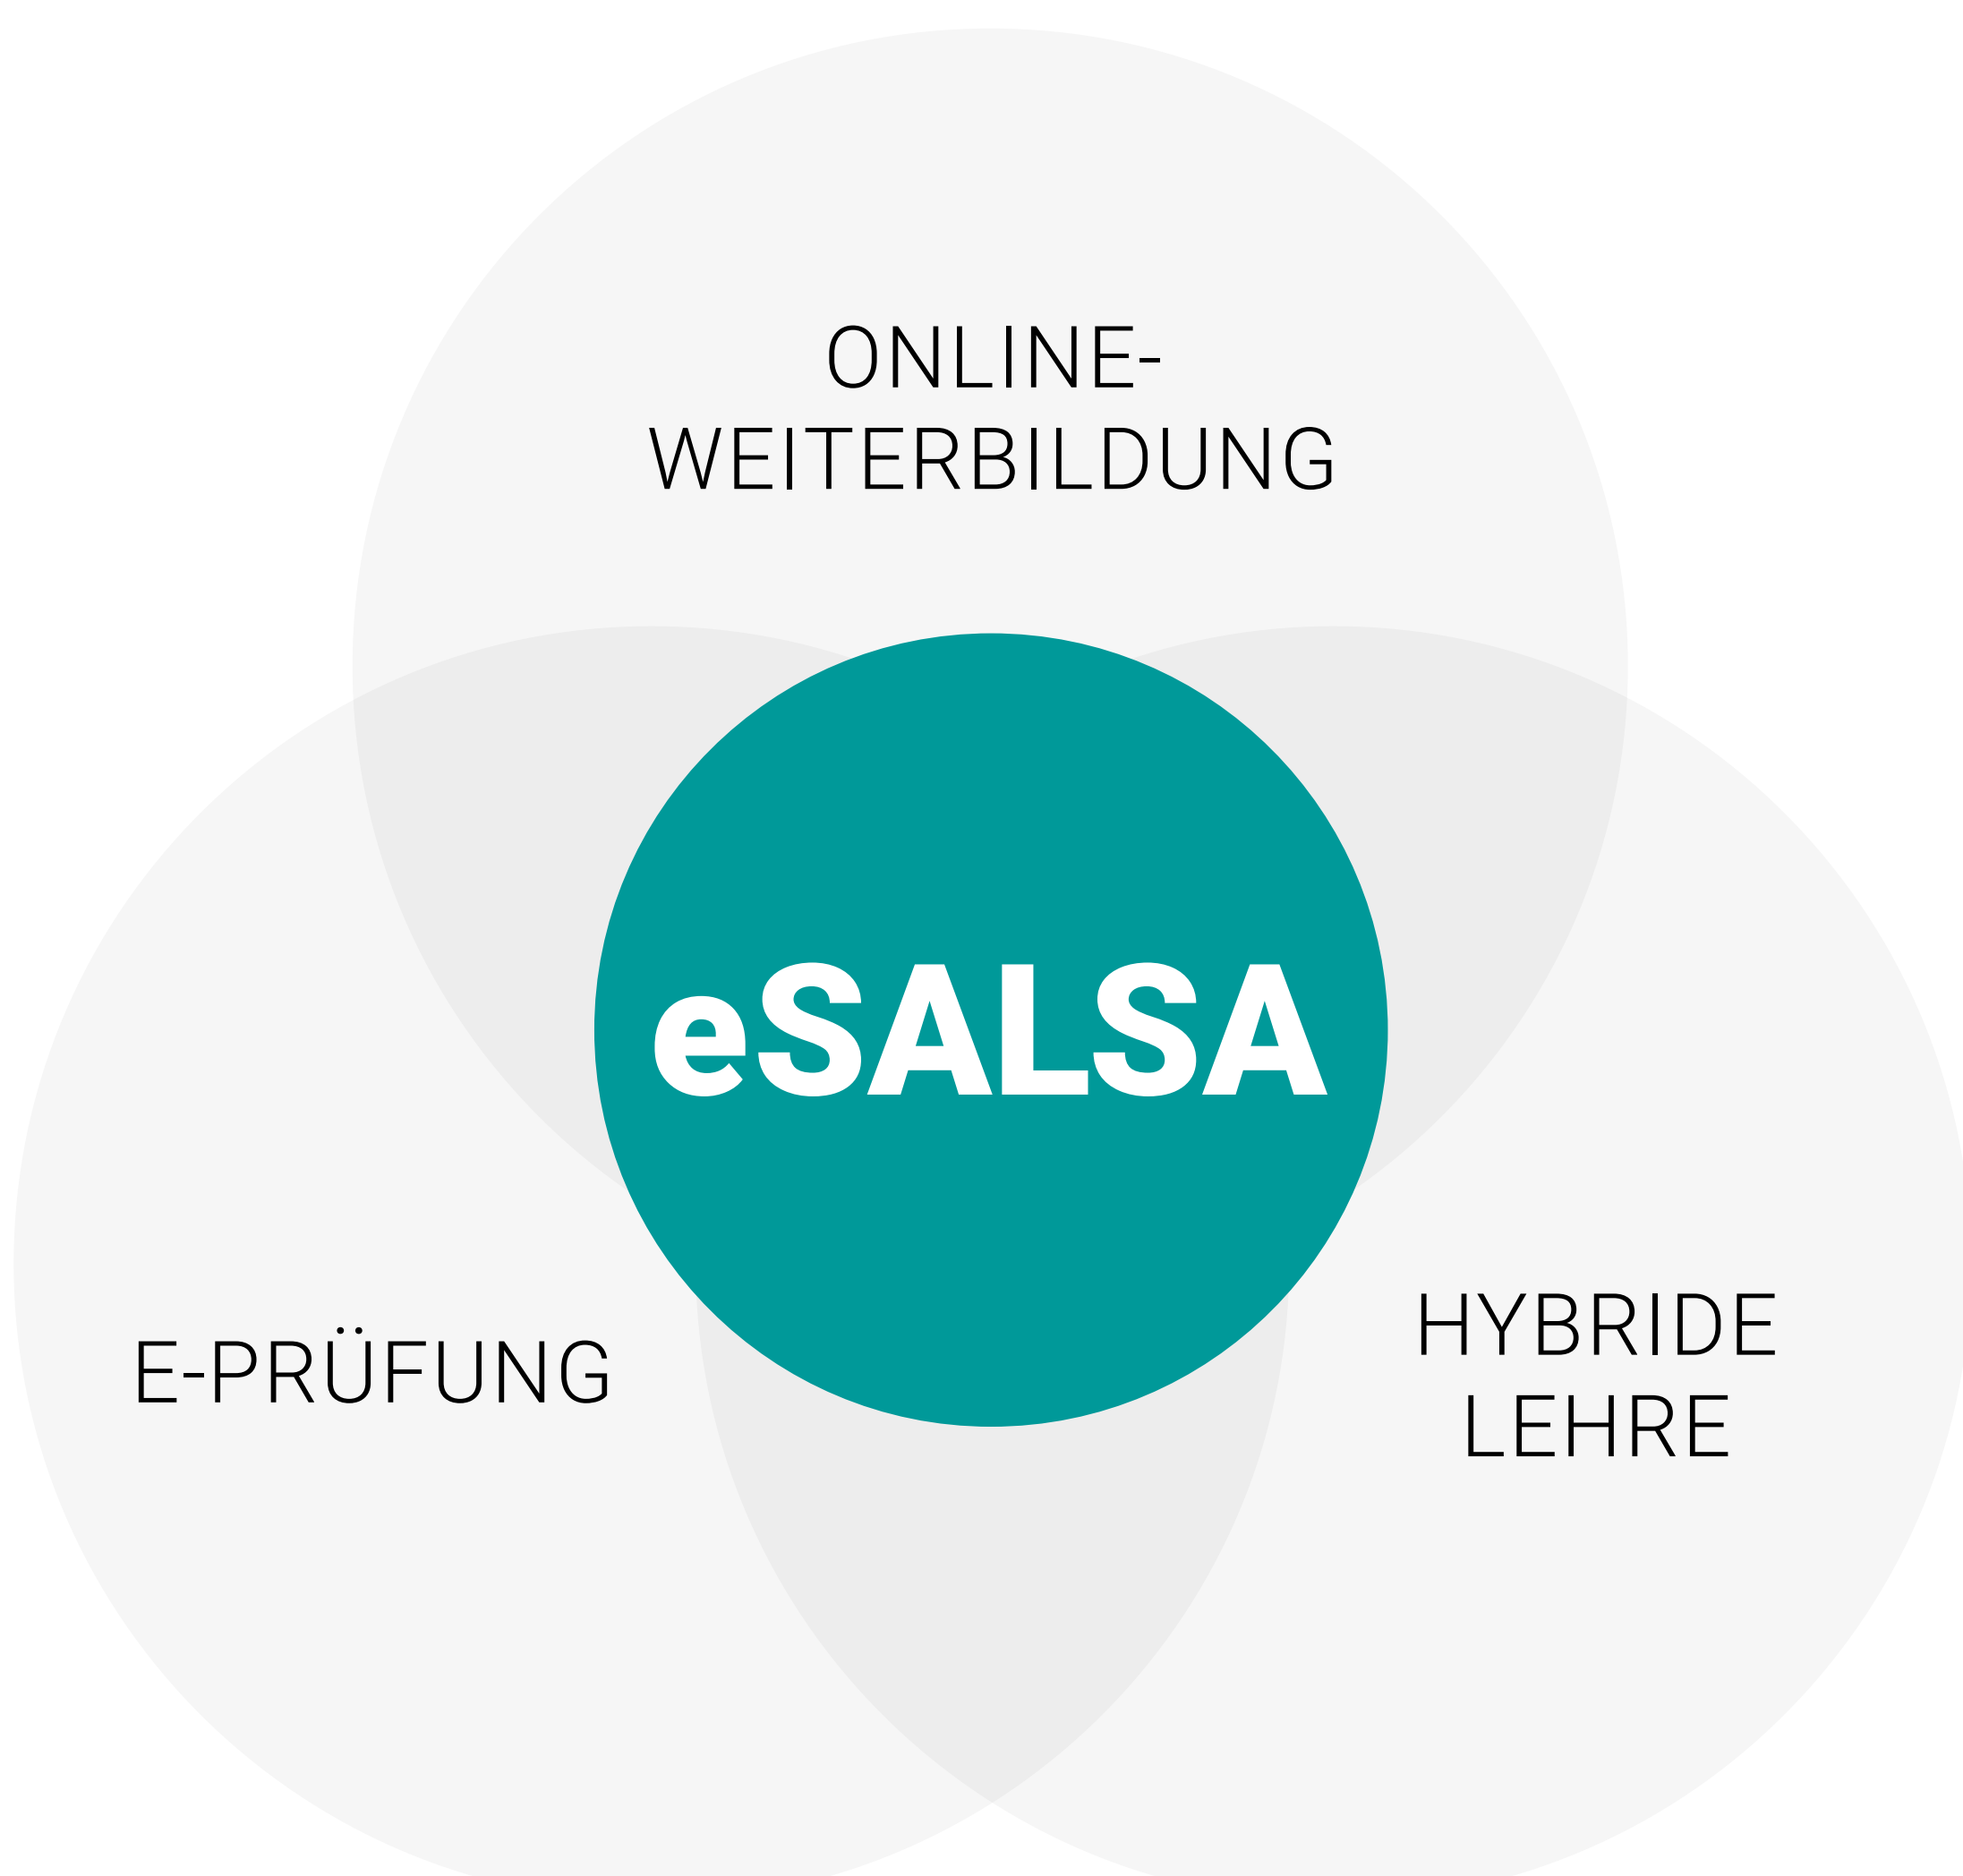 ONLINE-
WEITERBILDUNG
eSALSA
E-PRÜFUNG
HYBRIDE
LEHRE